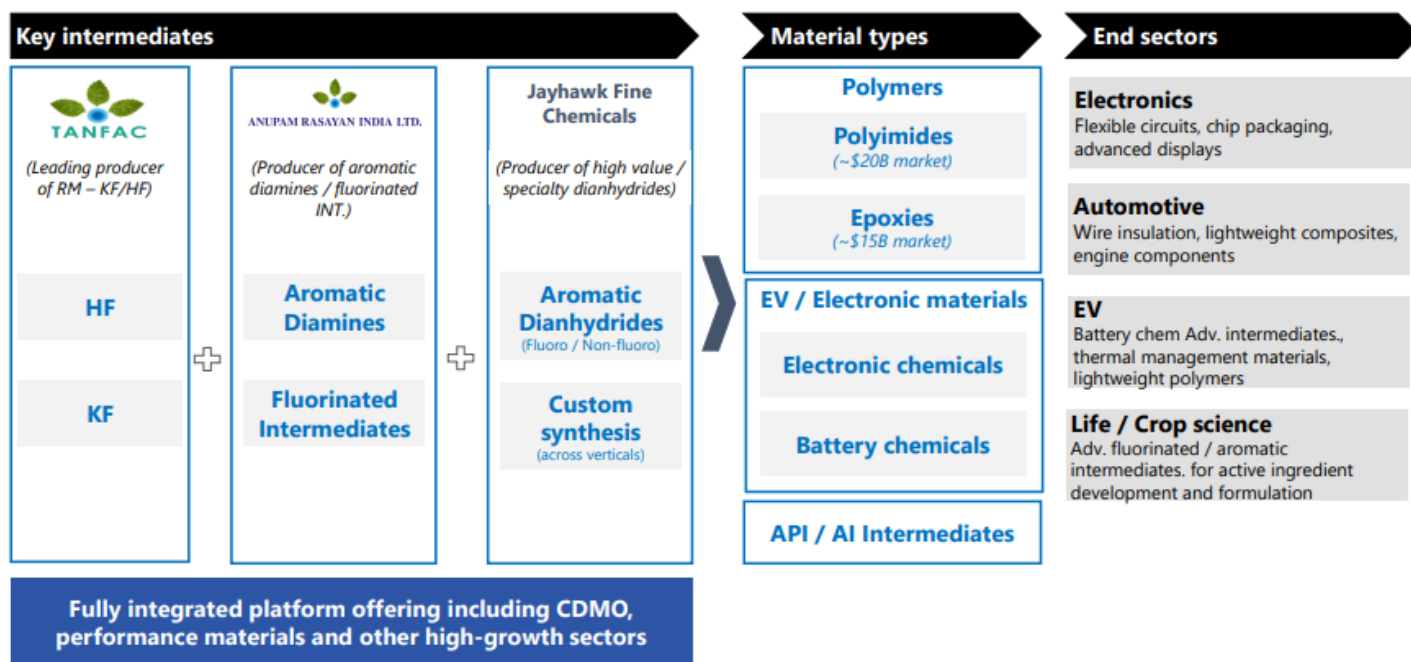 Key intermediates
Material types
End sectors
TANFAC
(Leading producer
of RM – KF/HF)
HF
KF
ANUPAM RASAYAN INDIA LTD.
(Producer of aromatic
diamines / fluorinated
INT.)
Aromatic
Diamines
Fluorinated
Intermediates
Jayhawk Fine
Chemicals
(Producer of high value /
specialty dianhydrides)
Aromatic
Dianhydrides
(Fluoro / Non-fluoro)
Custom
synthesis
(across verticals)
Fully integrated platform offering including CDMO,
performance materials and other high-growth sectors
Polymers
Polyimides
(~$20B market)
Epoxies
(~$15B market)
EV / Electronic materials
Electronic chemicals
Battery chemicals
API / AI Intermediates
Electronics
Flexible circuits, chip packaging,
advanced displays
Automotive
Wire insulation, lightweight composites,
engine components
EV
Battery chem Adv. intermediates.,
thermal management materials,
lightweight polymers
Life / Crop science
Adv. fluorinated / aromatic
intermediates. for active ingredient
development and formulation